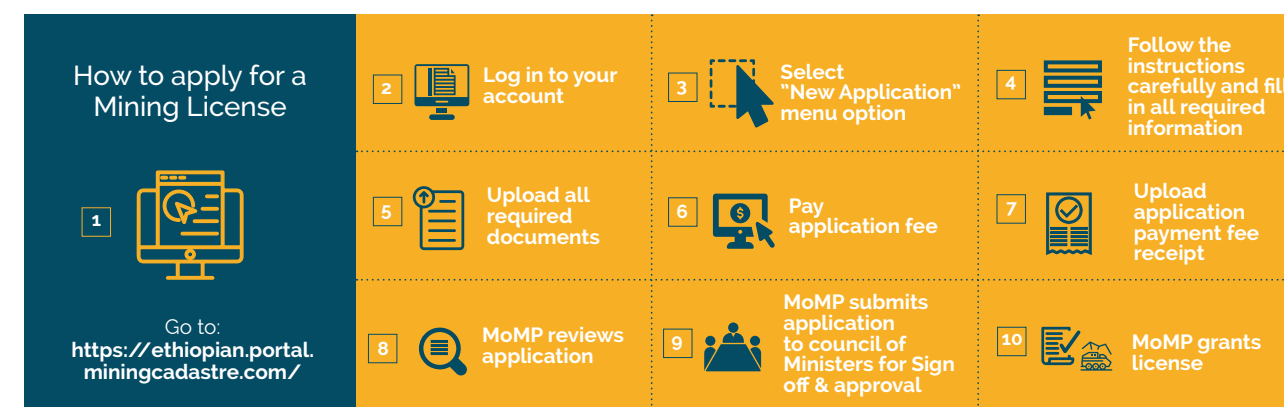 How to apply for a
Mining License
1
Go to:
https://ethiopian.portal.
miningcadastre.com/
2
Log in to your
account
3
Select
”New Application”
menu option
4
Follow the
instructions
carefully and fill
in all required
information
5
Upload all
required
documents
6
Pay
application fee
7
Upload
application
payment fee
receipt
8
MoMP reviews
application
9
MoMP submits
application
to council of
Ministers for Sign
off & approval
10
MoMP grants
license